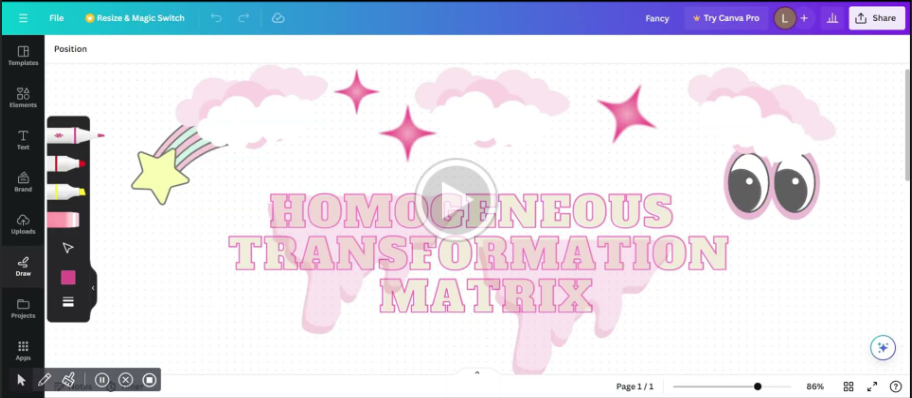 File
Resize & Magic Switch
Fancy
Try Canva Pro
L
Share
Position
Templates
Elements
Text
Brand
Uploads
Draw
Projects
Apps
HOMOGENEOUS
TRANSFORMATION
MATRIX
Notes
Page 1 / 1
86%